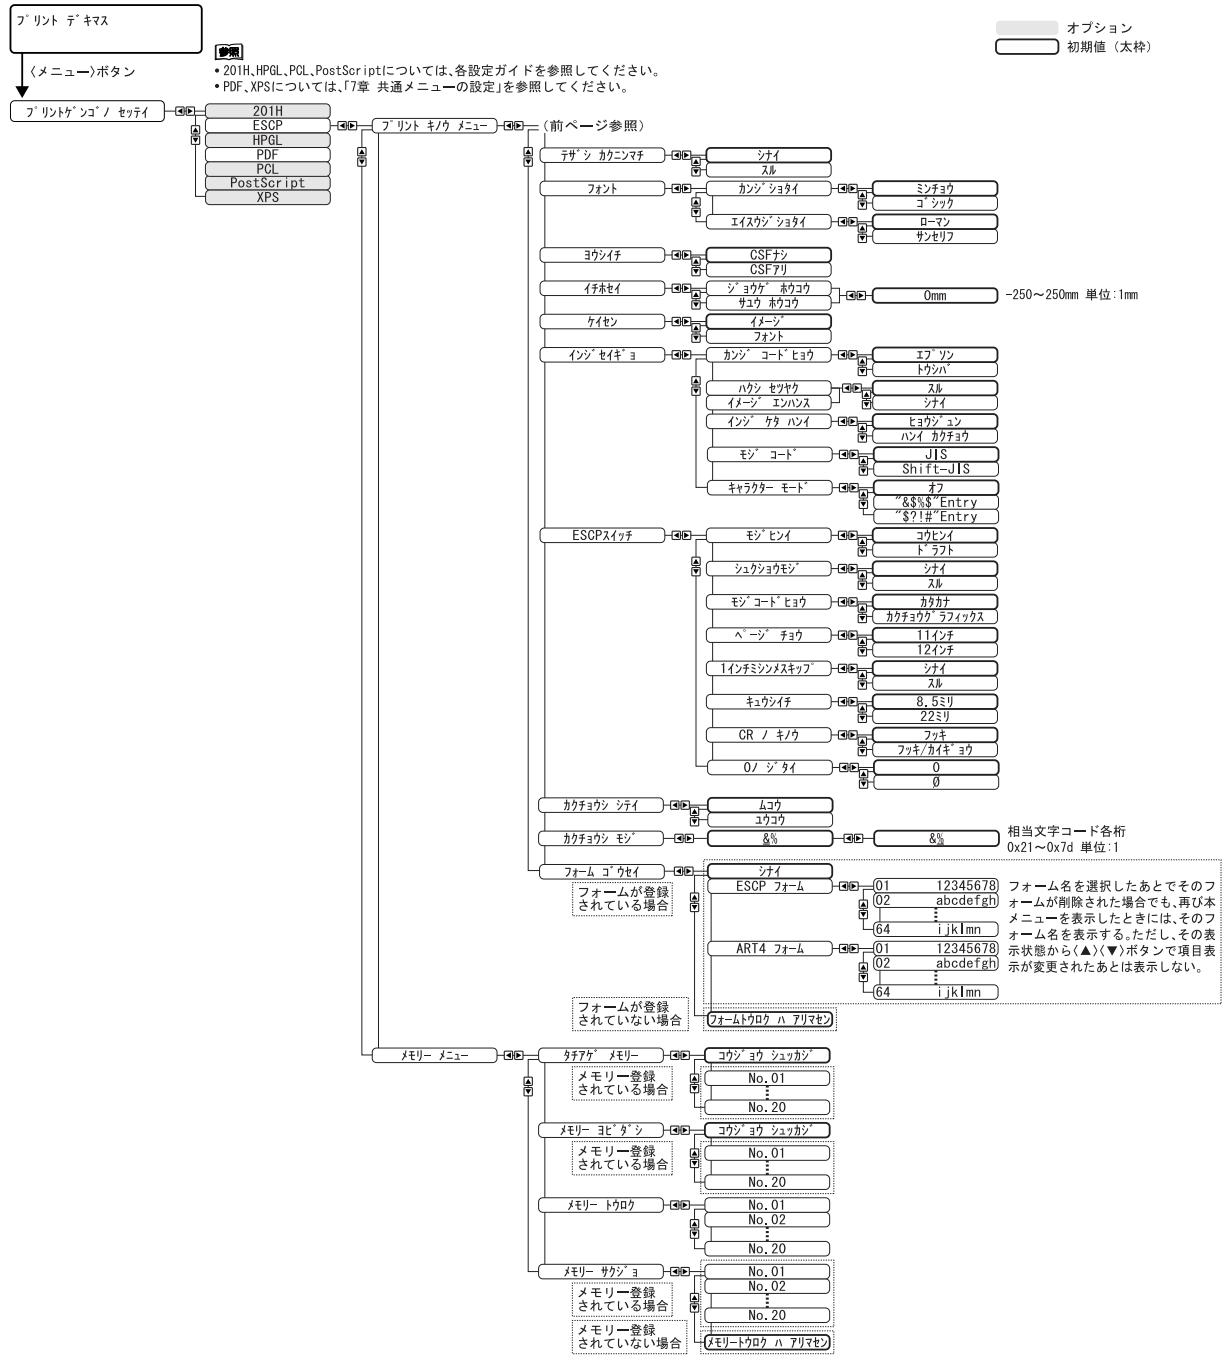 プリント デキマス
オプション
初期値（太枠）
〈メニュー〉ボタン
参照
•201H、HPGL、PCL、PostScriptについては、各設定ガイドを参照してください。
•PDF、XPSについては、「7章 共通メニューの設定」を参照してください。
プリントゲンゴノ セッテイ
201H
ESCP
HPGL
PDF
PCL
PostScript
XPS
プリント キノウ メニュー
（前ページ参照）
テザシ カクニンマチ
シナイ
スル
フォント
カンジショタイ
ミンチョウ
ゴシック
エイスウジショタイ
ローマン
サンセリフ
ヨウシイチ
CSFナシ
CSFアリ
イチホセイ
ジョウゲ ホウコウ
サユウ ホウコウ
0mm
-250～250mm 単位:1mm
ケイセン
イメージ
フォント
インジセイギョ
カンジ コードヒョウ
エプソン
トウシバ
ハクシ セツヤク
イメージ エンハンス
スル
シナイ
インジ ケタ ハンイ
ヒョウジュン
ハンイ カクチョウ
モジ コード
JIS
Shift-JIS
キャラクター モード
オフ
"&$%$"Entry
"$?!#"Entry
ESCPスイッチ
モジヒンイ
コウヒンイ
ドラフト
シュクショウモジ
シナイ
スル
モジコードヒョウ
カタカナ
カクチョウグラフィックス
ページ チョウ
11インチ
12インチ
1インチミシンメスキップ
シナイ
スル
キュウシイチ
8.5ミリ
22ミリ
CR ノ キノウ
フッキ
フッキ/カイギョウ
0ノ ジタイ
0
Ø
カクチョウシ シテイ
ムコウ
ユウコウ
カクチョウシ モジ
&%
&%
相当文字コード各桁
0x21～0x7d 単位:1
フォーム ゴウセイ
フォームが登録
されている場合
シナイ
ESCP フォーム
01 12345678
02 abcdefgh
64 ijklmn
ART4 フォーム
01 12345678
02 abcdefgh
64 ijklmn
フォーム名を選択したあとでそのフ
ォームが削除された場合でも、再び本
メニューを表示したときには、そのフ
ォーム名を表示する。ただし、その表
示状態から〈▲〉〈▼〉ボタンで項目表
示が変更されたあとは表示しない。
フォームが登録
されていない場合
フォームトウロク ハ アリマセン
メモリー メニュー
タチアゲ メモリー
コウジョウ シュッカジ
メモリー登録
されている場合
No.01
No.20
メモリー ヨビダシ
コウジョウ シュッカジ
メモリー登録
されている場合
No.01
No.20
メモリー トウロク
No.01
No.02
No.20
メモリー サクジョ
メモリー登録
されている場合
No.01
No.02
No.20
メモリー登録
されていない場合
メモリートウロク ハ アリマセン